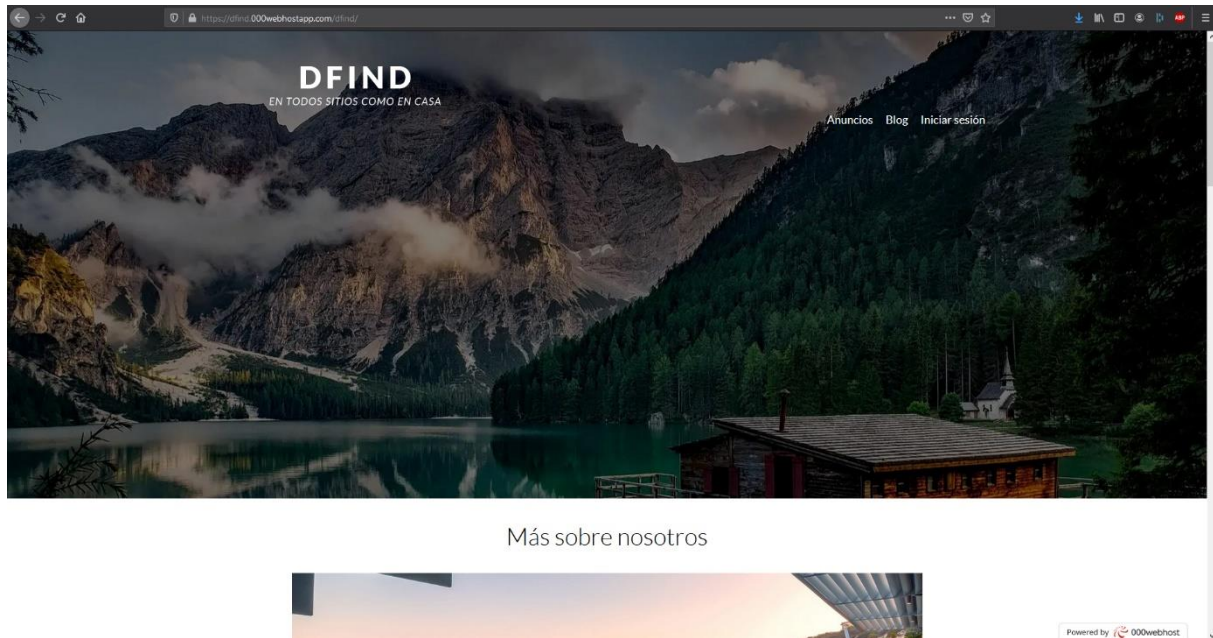 https://dfind.000webhostapp.com/dfind/
ABP
DFIND
EN TODOS SITIOS COMO EN CASA
Anuncios Blog Iniciar sesión
Más sobre nosotros
Powered by 000webhost